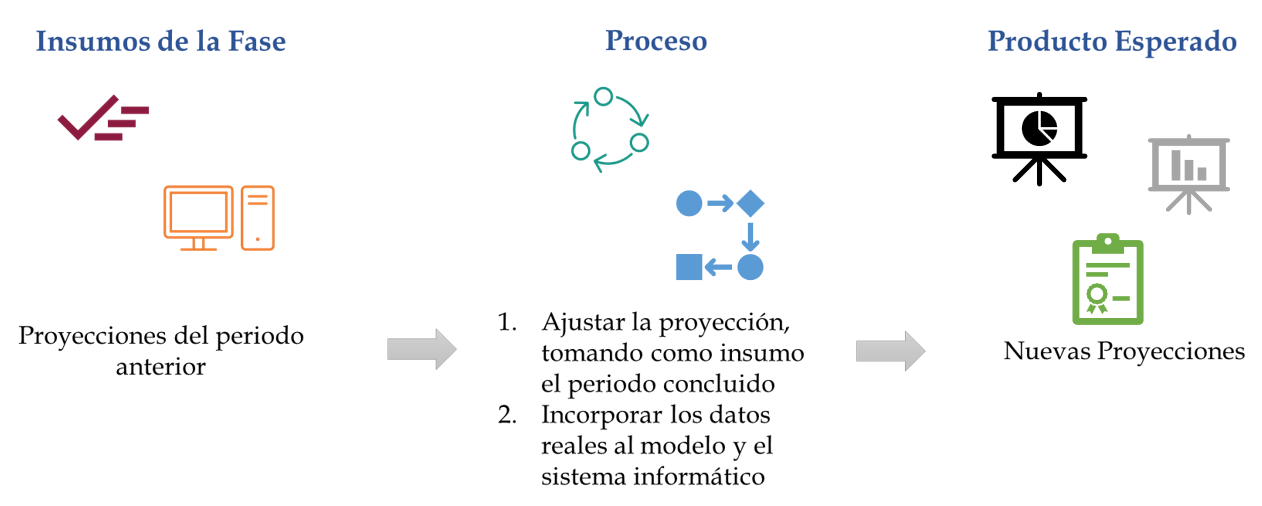 Insumos de la Fase
Proceso
Producto Esperado
Proyecciones del periodo
anterior
1. Ajustar la proyección,
tomando como insumo
el periodo concluido
2. Incorporar los datos
reales al modelo y el
sistema informático
Nuevas Proyecciones